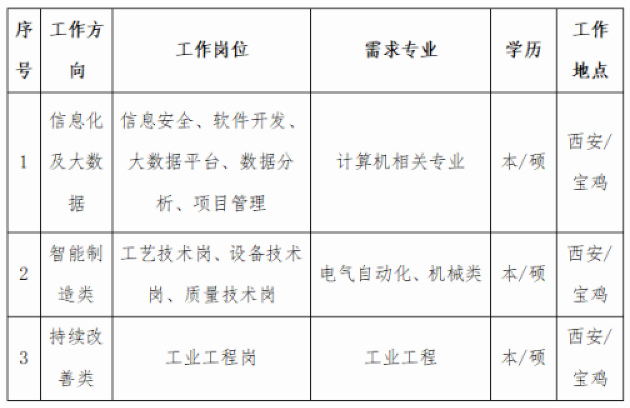 序号 工作方向 工作岗位 需求专业 学历 工作地点
1 信息化及大数据 信息安全、软件开发、大数据平台、数据分析、项目管理 计算机相关专业 本/硕 西安/宝鸡
2 智能制造类 工艺技术岗、设备技术岗、质量技术岗 电气自动化、机械类 本/硕 西安/宝鸡
3 持续改善类 工业工程岗 工业工程 本/硕 西安/宝鸡